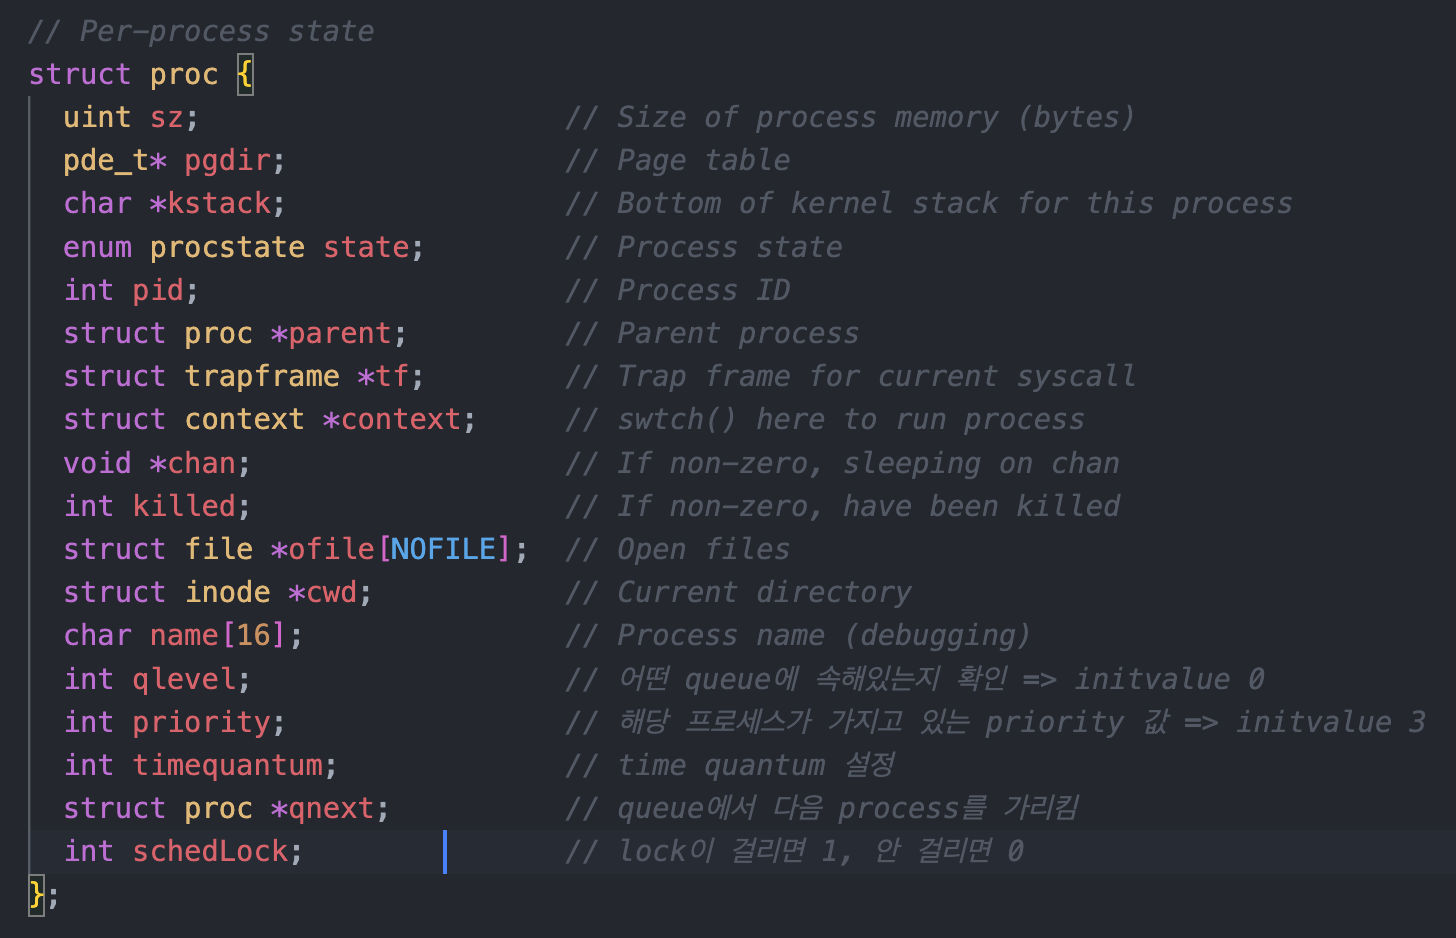 // Per-process state
struct proc {
  uint sz;                     // Size of process memory (bytes)
  pde_t* pgdir;                // Page table
  char *kstack;                // Bottom of kernel stack for this process
  enum procstate state;        // Process state
  int pid;                     // Process ID
  struct proc *parent;         // Parent process
  struct trapframe *tf;        // Trap frame for current syscall
  struct context *context;     // swtch() here to run process
  void *chan;                  // If non-zero, sleeping on chan
  int killed;                  // If non-zero, have been killed
  struct file *ofile[NOFILE];  // Open files
  struct inode *cwd;           // Current directory
  char name[16];               // Process name (debugging)
  int qlevel;                  // 어떤 queue에 속해있는지 확인 => initvalue 0
  int priority;                // 해당 프로세스가 가지고 있는 priority 값 => initvalue 3
  int timequantum;             // time quantum 설정
  struct proc *qnext;          // queue에서 다음 process를 가리킴
  int schedLock;               // lock이 걸리면 1, 안 걸리면 0
};